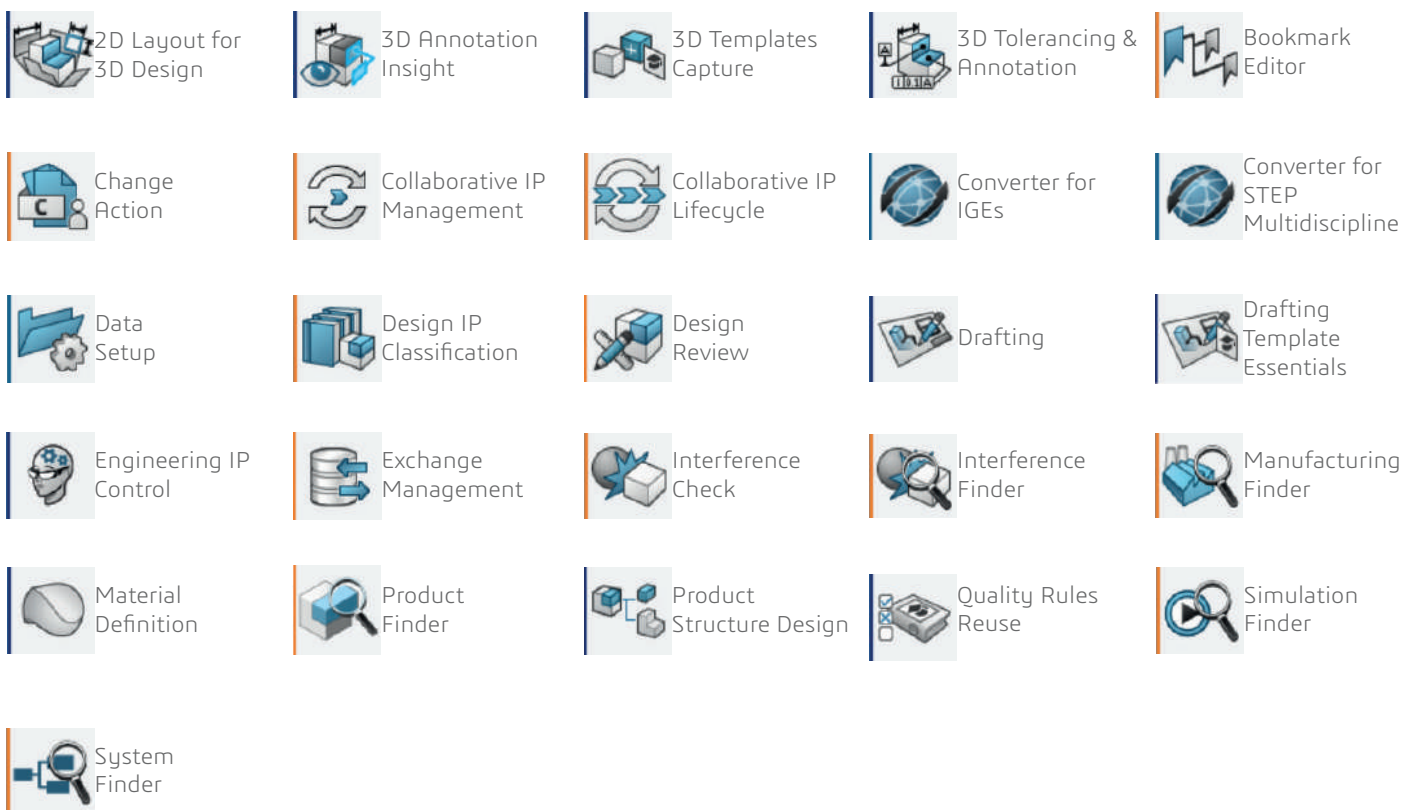 2D Layout for
3D Design
3D Annotation
Insight
3D Templates
Capture
3D Tolerancing &
Annotation
Bookmark
Editor
Change
Action
Collaborative IP
Management
Collaborative IP
Lifecycle
Converter for
IGEs
Converter for
STEP
Multidiscipline
Data
Setup
Design IP
Classification
Design
Review
Drafting
Drafting
Template
Essentials
Engineering IP
Control
Exchange
Management
Interference
Check
Interference
Finder
Manufacturing
Finder
Material
Definition
Product
Finder
Product
Structure Design
Quality Rules
Reuse
Simulation
Finder
System
Finder